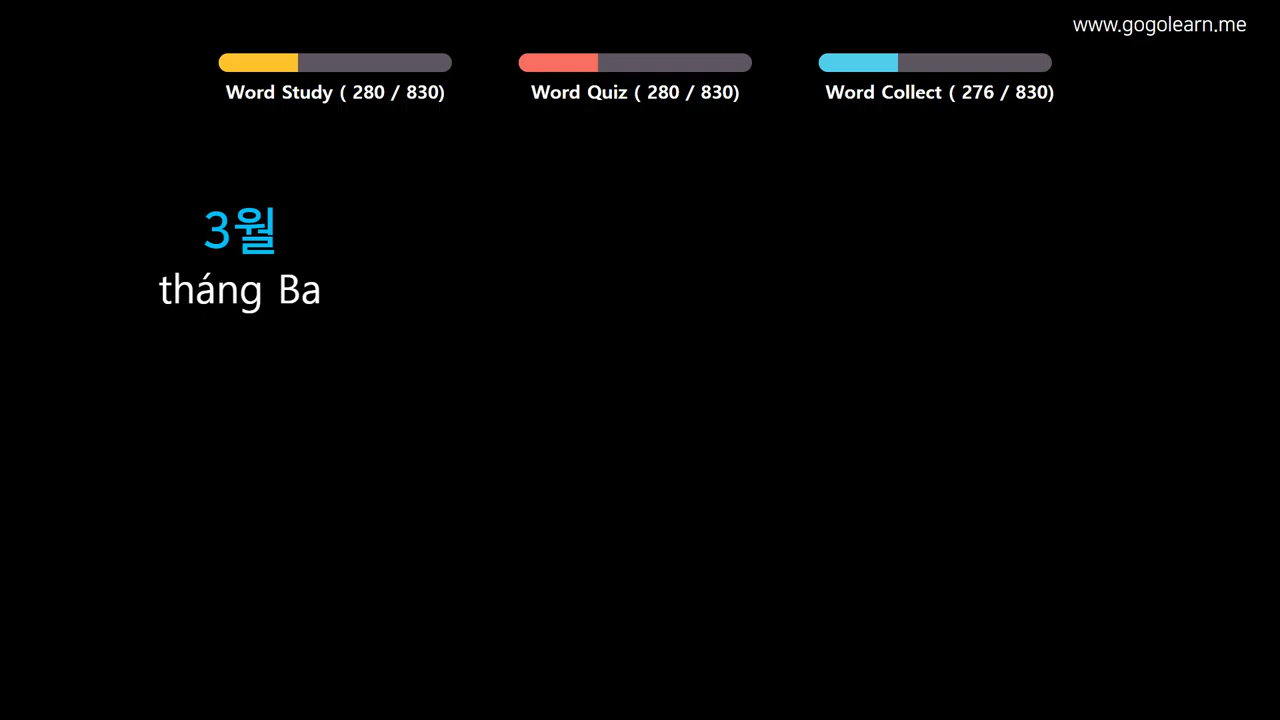 www.gogolearn.me
Word Study ( 280 / 830)
Word Quiz ( 280 / 830)
Word Collect ( 276 / 830)
3월
tháng Ba